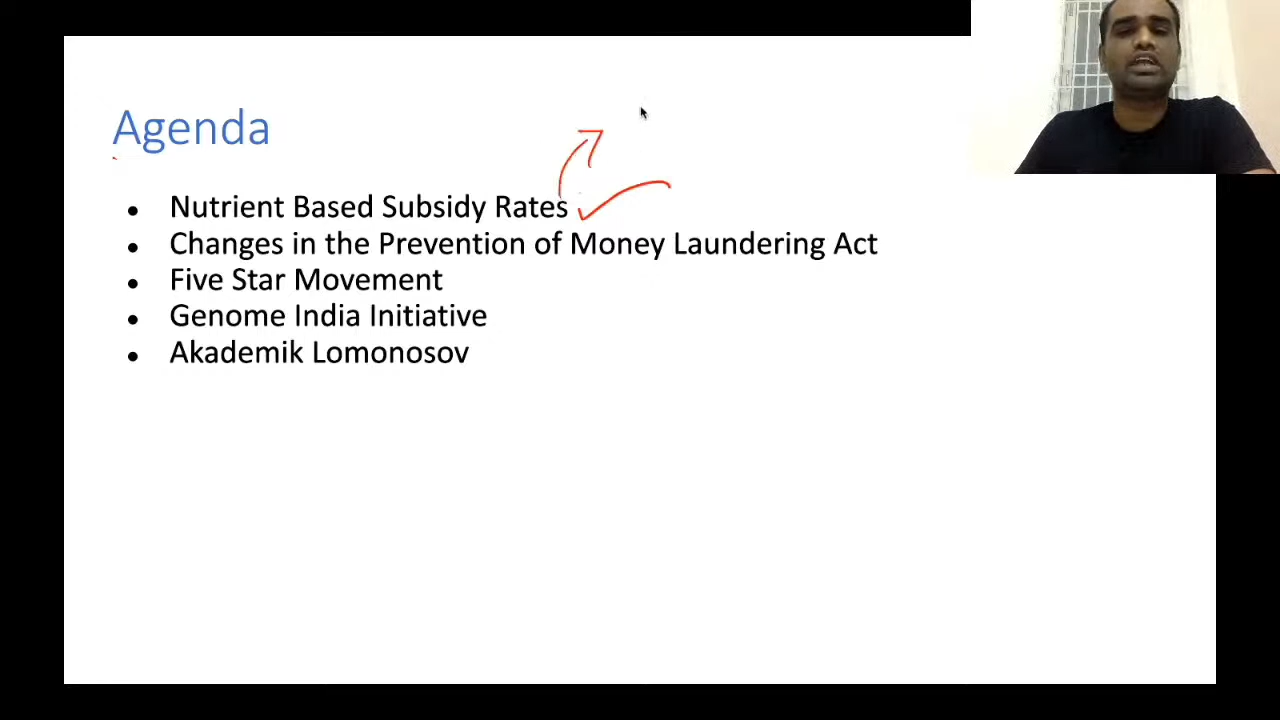 Agenda
Nutrient Based Subsidy Rates
Changes in the Prevention of Money Laundering Act
Five Star Movement
Genome India Initiative
Akademik Lomonosov